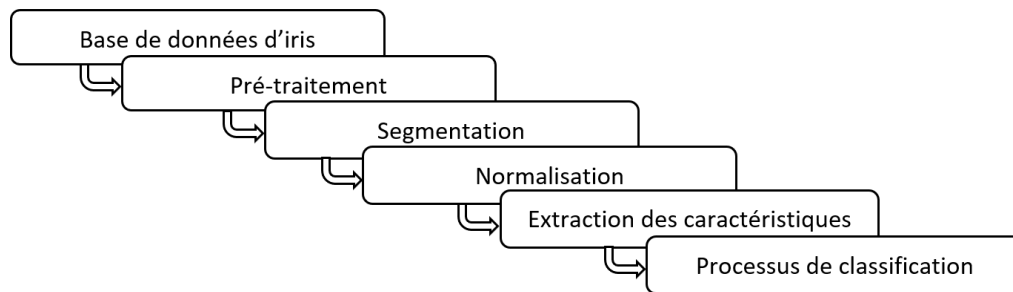 Base de données d’iris
Pré-traitement
Segmentation
Normalisation
Extraction des caractéristiques
Processus de classification